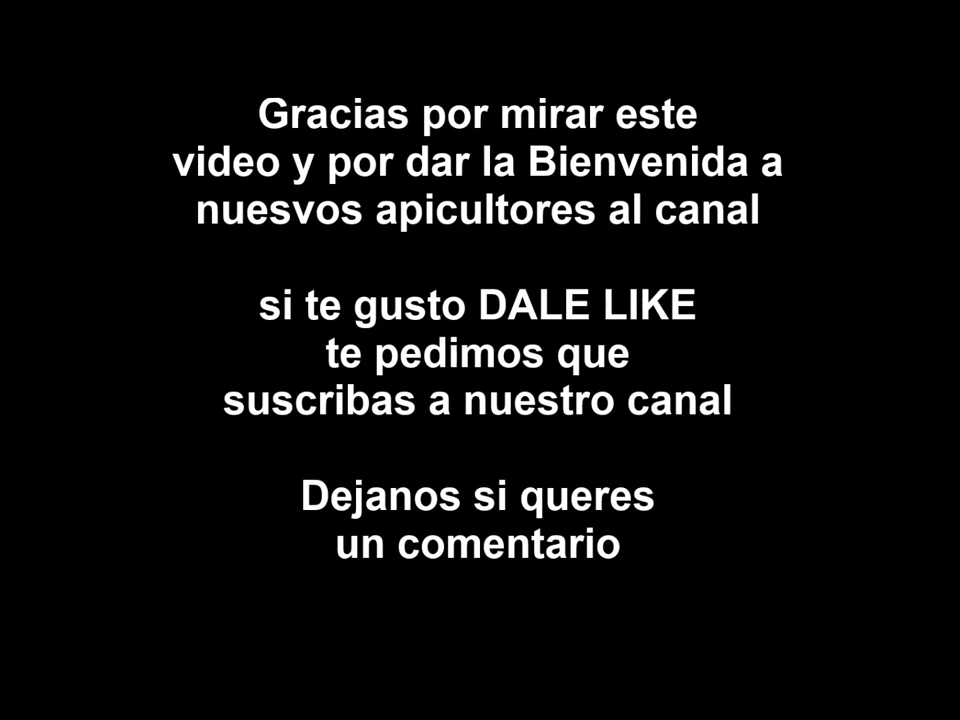 Gracias por mirar este
video y por dar la Bienvenida a
nuesvos apicultores al canal
si te gusto DALE LIKE
te pedimos que
suscribas a nuestro canal
Dejanos si queres
un comentario